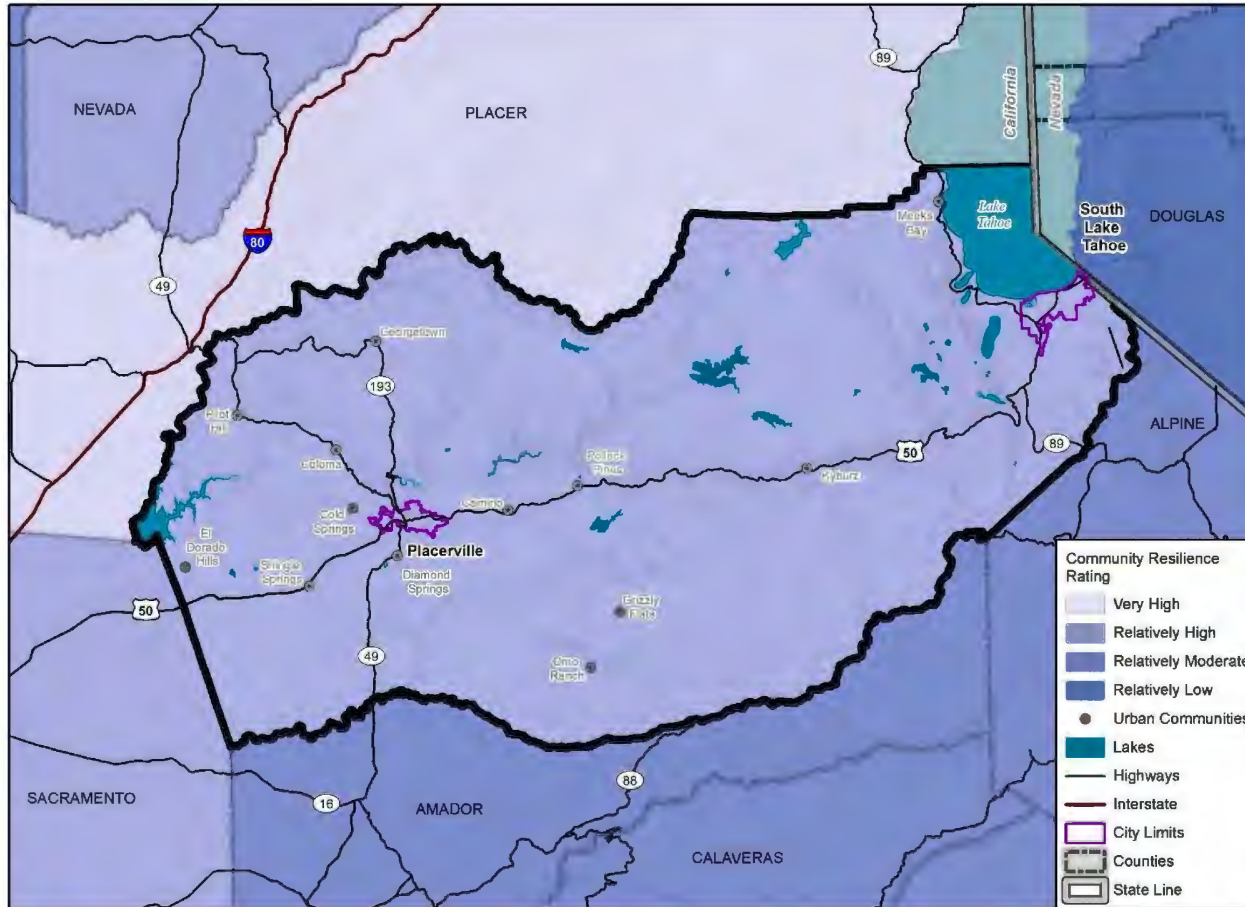 89
NEVADA
PLACER
California
Nevada
80
49
Meeks
Bay
Lake
Tahoe
South
Lake
Tahoe
DOUGLAS
Georgetown
193
Pilot
Hill
Coloma
Pollock
Pines
50
89
ALPINE
Kyburz
Camino
Cold
Springs
Placerville
El
Dorado
Hills
Shingle
Springs
Diamond
Springs
50
Grizzly
Flats
49
Omo
Ranch
88
SACRAMENTO
16
AMADOR
CALAVERAS
Community Resilience
Rating
Very High
Relatively High
Relatively Moderate
Relatively Low
Urban Communities
Lakes
Highways
Interstate
City Limits
Counties
State Line